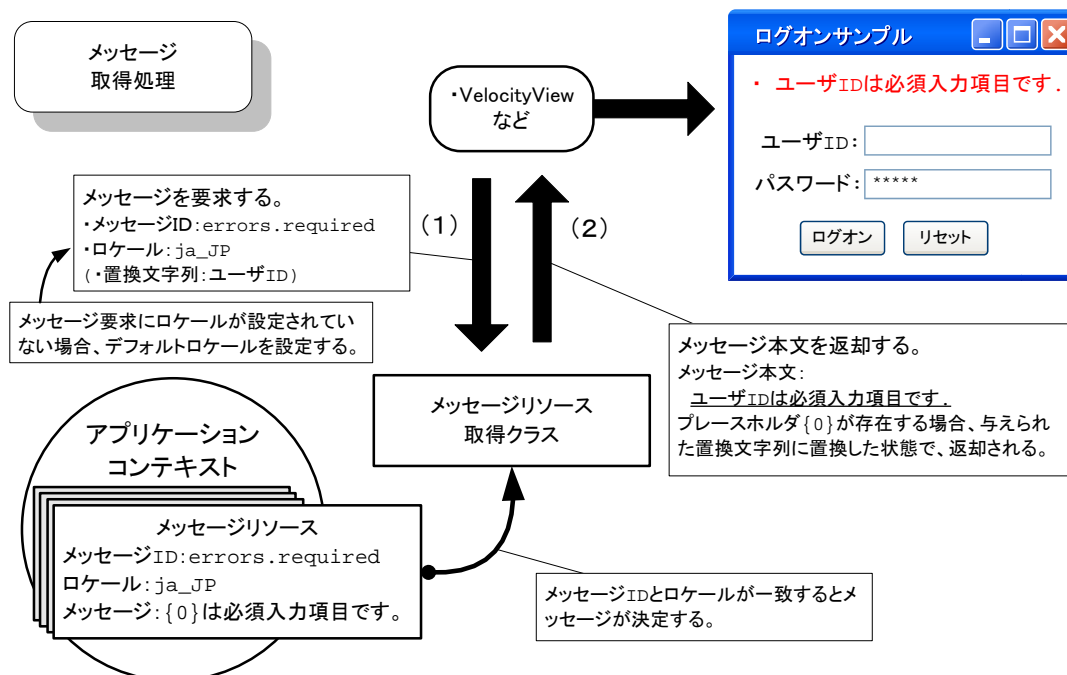 メッセージ
取得処理
・VelocityView
など
ログオンサンプル
・ ユーザIDは必須入力項目です.
ユーザID:
パスワード: *****
ログオン
リセット
メッセージを要求する。
・メッセージID:errors.required
・ロケール:ja_JP
(・置換文字列:ユーザID)
(1)
(2)
メッセージ要求にロケールが設定されてい
ない場合、デフォルトロケールを設定する。
メッセージ本文を返却する。
メッセージ本文:
ユーザIDは必須入力項目です.
プレースホルダ{0}が存在する場合、与えられ
た置換文字列に置換した状態で、返却される。
メッセージリソース
取得クラス
アプリケーション
コンテキスト
メッセージリソース
メッセージID:errors.required
ロケール:ja_JP
メッセージ:{0}は必須入力項目です。
メッセージIDとロケールが一致するとメ
ッセージが決定する。